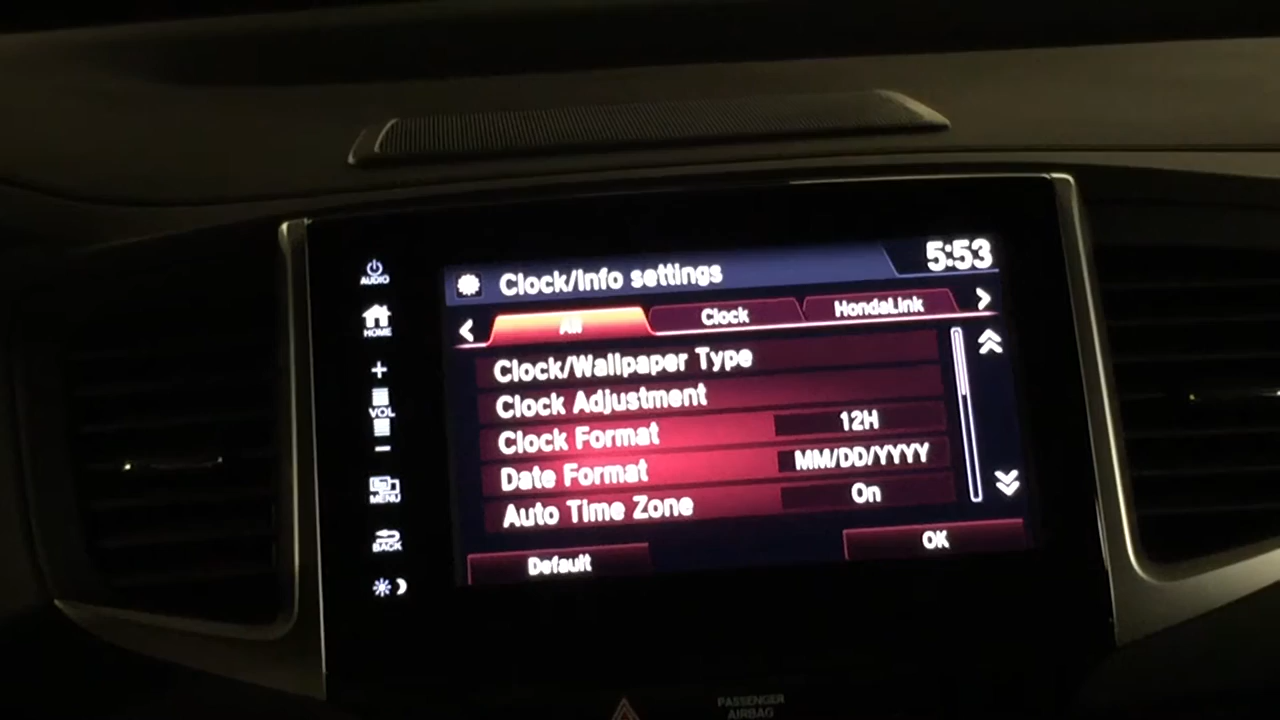 AUDIO
HOME
VOL
MENU
BACK
Clock/Info settings
5:53
All
Clock
HondaLink
Clock/Wallpaper Type
Clock Adjustment
Clock Format 12H
Date Format MM/DD/YYYY
Auto Time Zone On
Default
OK
PASSENGER
AIRBAG